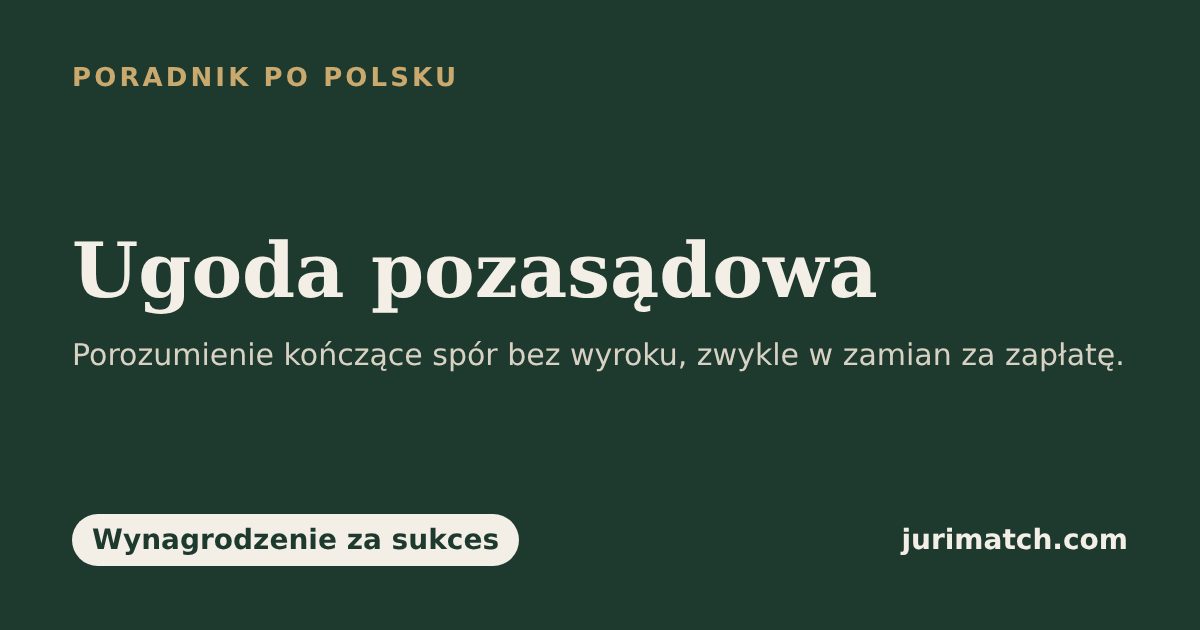 PORADNIK PO POLSKU
Ugoda pozasądowa
Porozumienie kończące spór bez wyroku, zwykle w zamian za zapłatę.
Wynagrodzenie za sukces
jurimatch.com